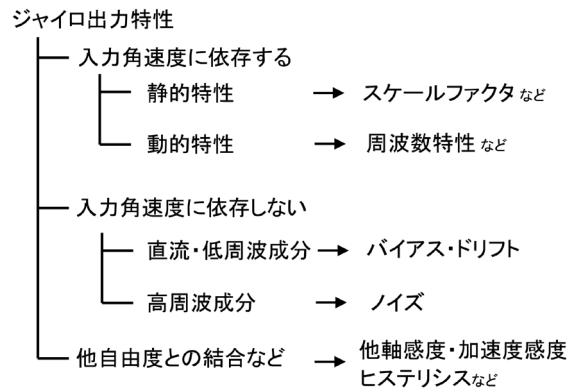 ジャイロ出力特性
入力角速度に依存する
静的特性 → スケールファクタ など
動的特性 → 周波数特性 など
入力角速度に依存しない
直流・低周波成分 → バイアス・ドリフト
高周波成分 → ノイズ
他自由度との結合など → 他軸感度・加速度感度
ヒステリシスなど